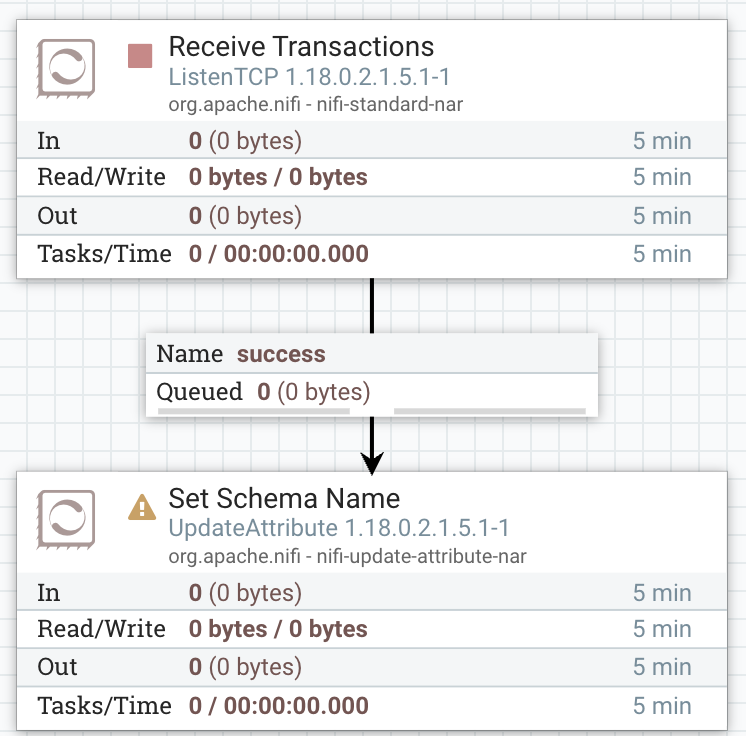 Receive Transactions
ListenTCP 1.18.0.2.1.5.1-1
org.apache.nifi - nifi-standard-nar
In 0 (0 bytes) 5 min
Read/Write 0 bytes / 0 bytes 5 min
Out 0 (0 bytes) 5 min
Tasks/Time 0 / 00:00:00.000 5 min
Name success
Queued 0 (0 bytes)
Set Schema Name
UpdateAttribute 1.18.0.2.1.5.1-1
org.apache.nifi - nifi-update-attribute-nar
In 0 (0 bytes) 5 min
Read/Write 0 bytes / 0 bytes 5 min
Out 0 (0 bytes) 5 min
Tasks/Time 0 / 00:00:00.000 5 min